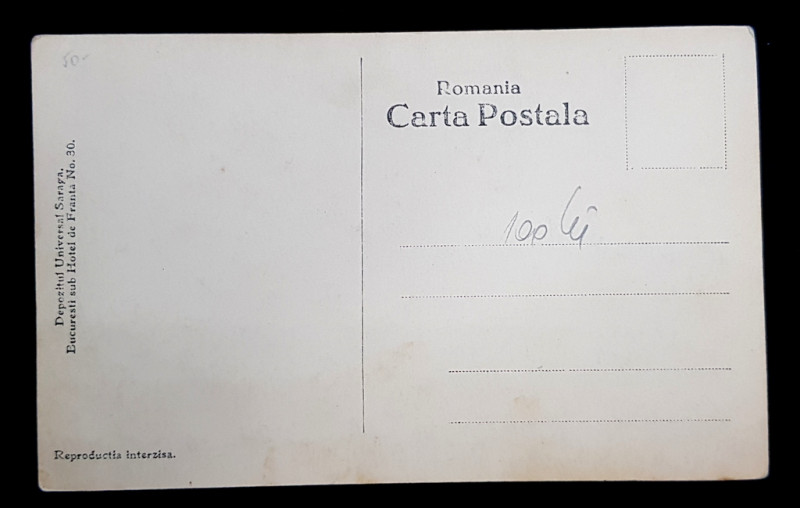 50-
Romania
Carta Postala
100 lei
Depozitul Universal Saraga.
Bucuresti sub Hotel de Franta No. 30.
Reproductia interzisa.